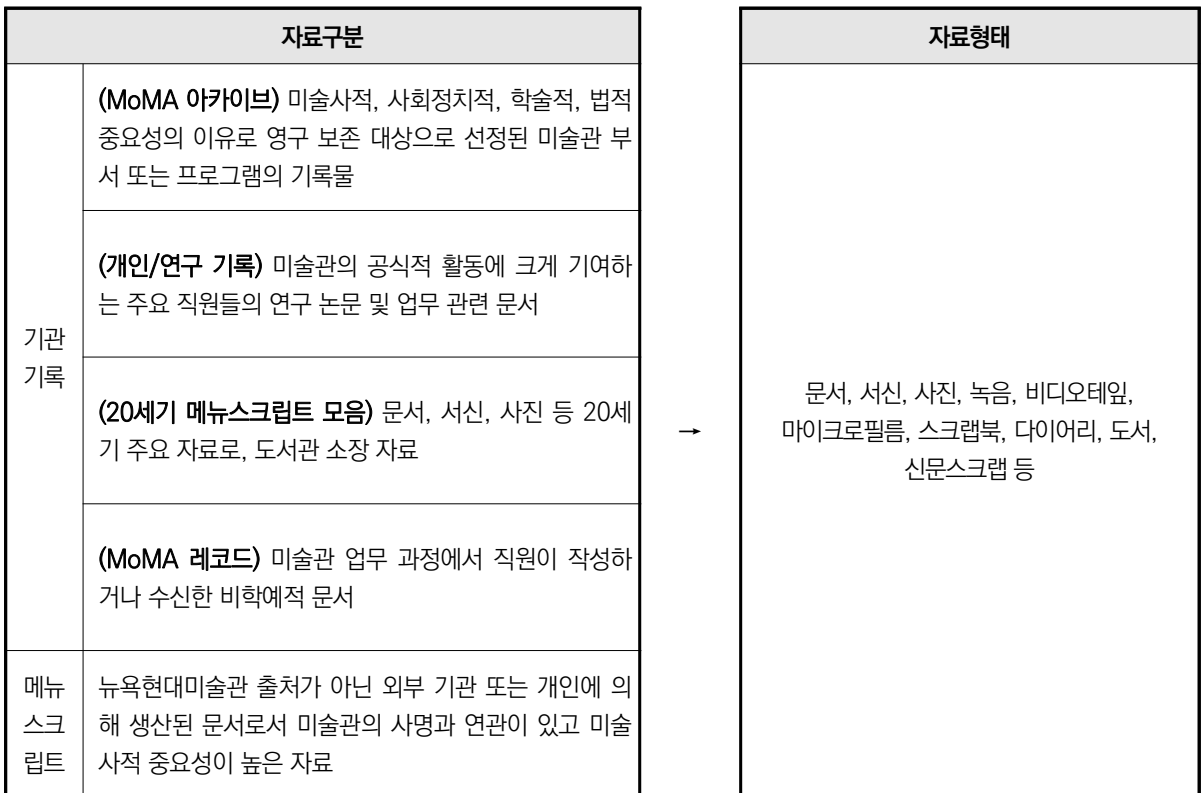 자료구분
(MoMA 아카이브) 미술사적, 사회정치적, 학술적, 법적
중요성의 이유로 영구 보존 대상으로 선정된 미술관 부
서 또는 프로그램의 기록물
(개인/연구 기록) 미술관의 공식적 활동에 크게 기여하
는 주요 직원들의 연구 논문 및 업무 관련 문서
기관
기록
(20세기 메뉴스크립트 모음) 문서, 서신, 사진 등 20세
기 주요 자료로, 도서관 소장 자료
(MoMA 레코드) 미술관 업무 과정에서 직원이 작성하
거나 수신한 비학예적 문서
메뉴
스크
립트
뉴욕현대미술관 출처가 아닌 외부 기관 또는 개인에 의
해 생산된 문서로서 미술관의 사명과 연관이 있고 미술
사적 중요성이 높은 자료
→
자료형태
문서, 서신, 사진, 녹음, 비디오테잎,
마이크로필름, 스크랩북, 다이어리, 도서,
신문스크랩 등